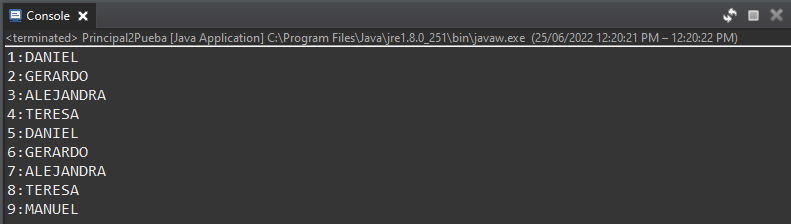 Console
<terminated> Principal2Pueba [Java Application] C:\Program Files\Java\jre1.8.0_251\bin\javaw.exe (25/06/2022 12:20:21 PM – 12:20:22 PM)
1:DANIEL
2:GERARDO
3:ALEJANDRA
4:TERESA
5:DANIEL
6:GERARDO
7:ALEJANDRA
8:TERESA
9:MANUEL